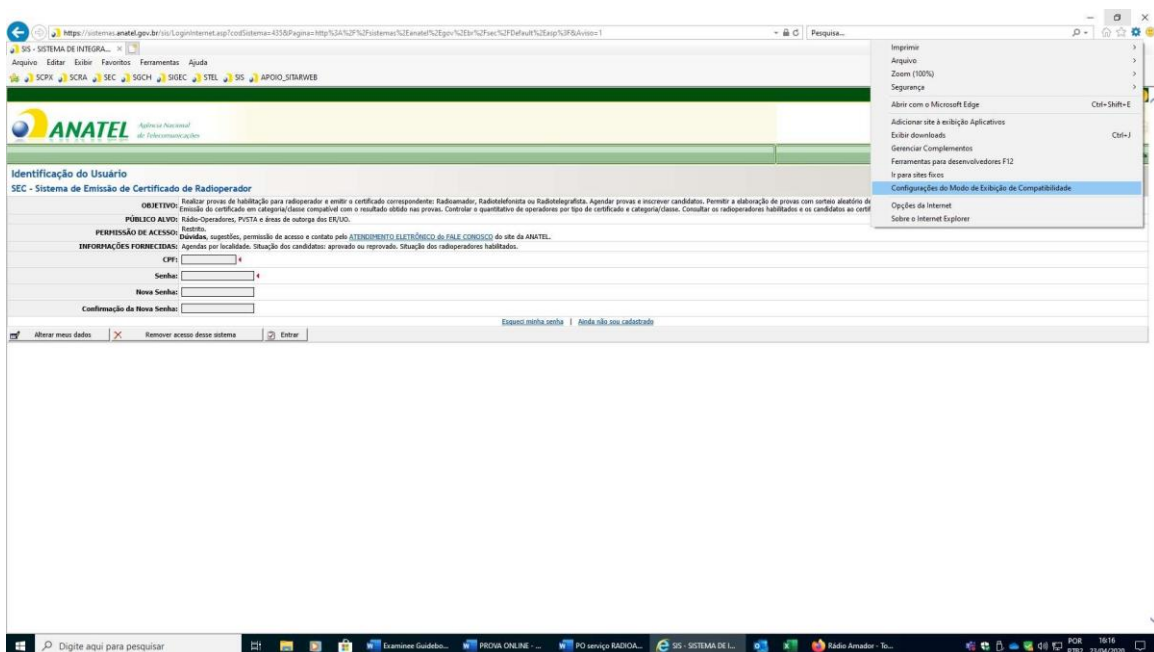 https://sistemas.anatel.gov.br/sis/LoginInternet.asp?codSistema=435&Pagina=http%3A%2F%2Fsistemas%2Eanatel%2Egov%2Ebr%2Fsec%2FDefault%2Easp%3F&Aviso=1
Pesquisa...
SIS - SISTEMA DE INTEGRA...
Arquivo Editar Exibir Favoritos Ferramentas Ajuda
SCPX SCRA SEC SGCH SIGEC STEL SIS APOIO_SITARWEB
Imprimir
Arquivo
Zoom (100%)
Segurança
Abrir com o Microsoft Edge Ctrl+Shift+E
Adicionar site à exibição Aplicativos
Exibir downloads Ctrl+J
Gerenciar Complementos
Ferramentas para desenvolvedores F12
Ir para sites fixos
Configurações do Modo de Exibição de Compatibilidade
Opções da Internet
Sobre o Internet Explorer
ANATEL Agência Nacional
de Telecomunicações
Identificação do Usuário
SEC - Sistema de Emissão de Certificado de Radioperador
OBJETIVO: Realizar provas de habilitação para radioperador e emitir o certificado correspondente: Radioamador, Radiotelefonista ou Radiotelegrafista. Agendar provas e inscrever candidatos. Permitir a elaboração de provas com sorteio aleatório de
Emissão do certificado em categoria/classe compatível com o resultado obtido nas provas. Controlar o quantitativo de operadores por tipo de certificado e categoria/classe. Consultar os radioperadores habilitados e os candidatos ao certif
PÚBLICO ALVO: Rádio-Operadores, PVSTA e áreas de outorga dos ER/UO.
PERMISSÃO DE ACESSO: Restrito.
Dúvidas, sugestões, permissão de acesso e contato pelo ATENDIMENTO ELETRÔNICO do FALE CONOSCO do site da ANATEL.
INFORMAÇÕES FORNECIDAS: Agendas por localidade. Situação dos candidatos: aprovado ou reprovado. Situação dos radioperadores habilitados.
CPF:
Senha:
Nova Senha:
Confirmação da Nova Senha:
Esqueci minha senha | Ainda não sou cadastrado
Alterar meus dados Remover acesso desse sistema Entrar
Digite aqui para pesquisar
Examinee Guidebo... PROVA ONLINE - ... PO serviço RADIOA... SIS - SISTEMA DE I... Rádio Amador - To...
POR 16:16
PTB2 23/04/2020